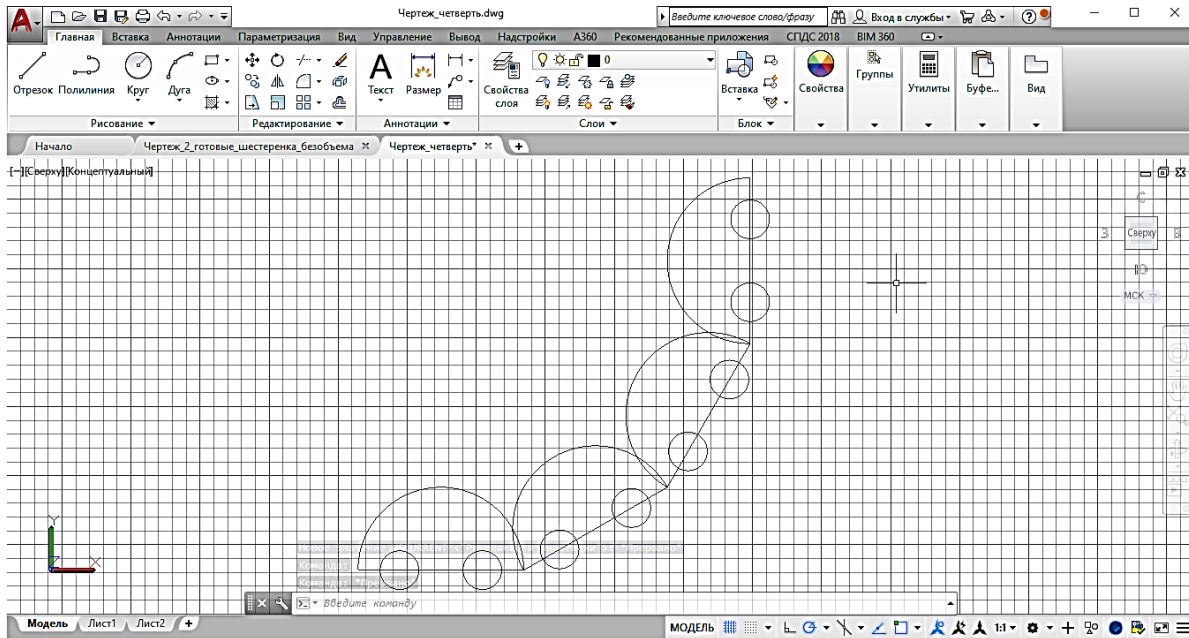 Чертеж_четверть.dwg
Введите ключевое слово/фразу
Вход в службы
Главная Вставка Аннотации Параметризация Вид Управление Вывод Надстройки A360 Рекомендованные приложения СПДС 2018 BIM 360
Отрезок Полилиния Круг Дуга
Текст Размер
Свойства слоя
0
Вставка
Свойства
Группы
Утилиты
Буфе...
Вид
Рисование Редактирование Аннотации Слои Блок
Начало Чертеж_2_готовые_шестеренка_безобъема Чертеж_четверть*
[-][Сверху][Концептуальный]
С
З Сверху В
Ю
МСК
Y
X
Команда:
Введите команду
Модель Лист1 Лист2 +
МОДЕЛЬ 1:1